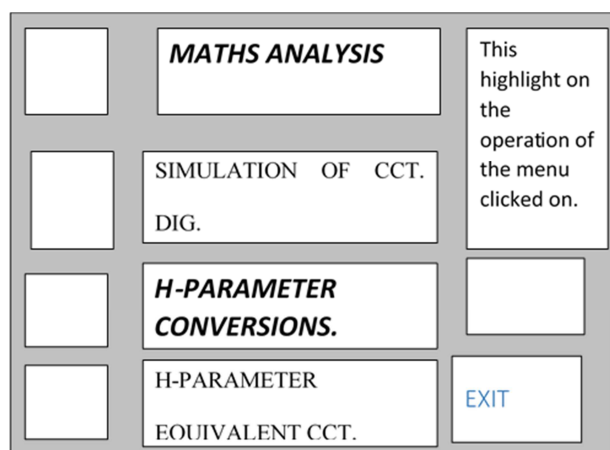 MATHS ANALYSIS
This
highlight on
the
operation of
the menu
clicked on.
SIMULATION OF CCT.
DIG.
H-PARAMETER
CONVERSIONS.
H-PARAMETER
EQUIVALENT CCT.
EXIT